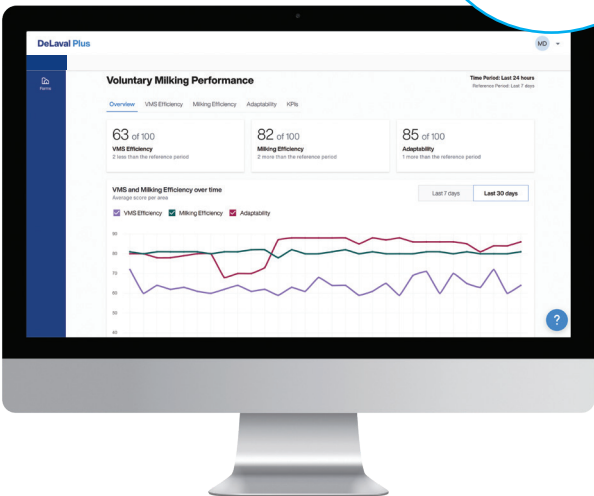 DeLaval Plus
MD
Farms
Voluntary Milking Performance
Time Period: Last 24 hours
Reference Period: Last 7 days
Overview VMS Efficiency Milking Efficiency Adaptability KPIs
63 of 100
VMS Efficiency
2 less than the reference period
82 of 100
Milking Efficiency
2 more than the reference period
85 of 100
Adaptability
1 more than the reference period
VMS and Milking Efficiency over time
Average score per area
Last 7 days Last 30 days
VMS Efficiency Milking Efficiency Adaptability
90
80
70
60
50
40
?